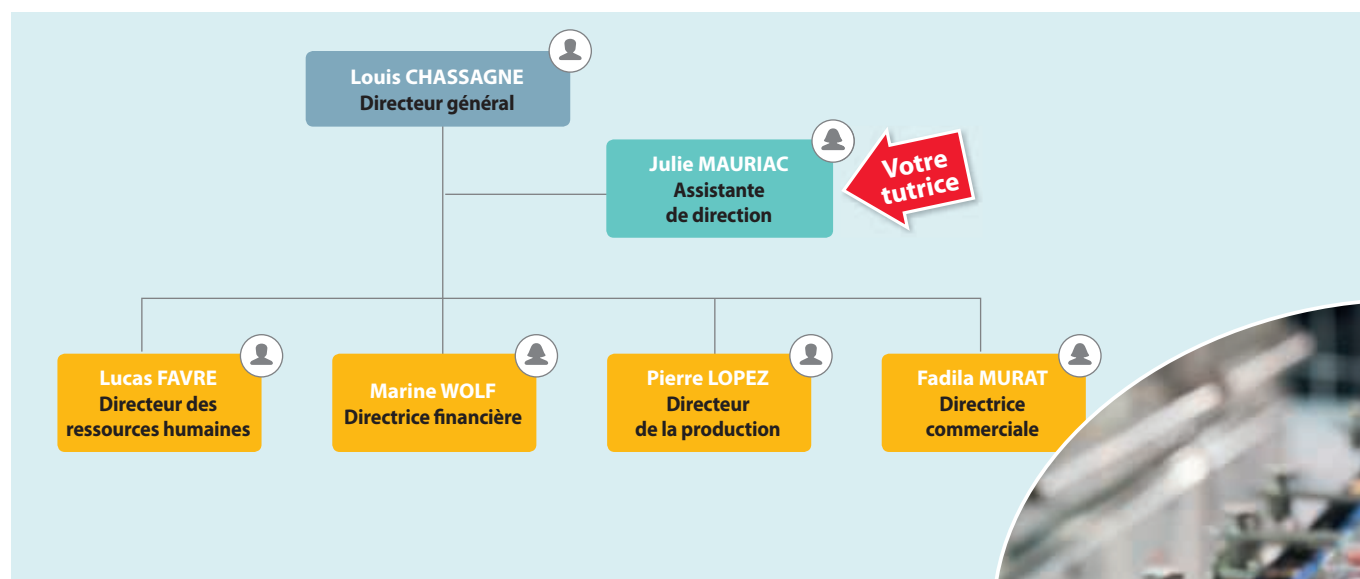 Louis CHASSAGNE
Directeur général
Julie MAURIAC
Assistante
de direction
Votre
tutrice
Lucas FAVRE
Directeur des
ressources humaines
Marine WOLF
Directrice financière
Pierre LOPEZ
Directeur
de la production
Fadila MURAT
Directrice
commerciale